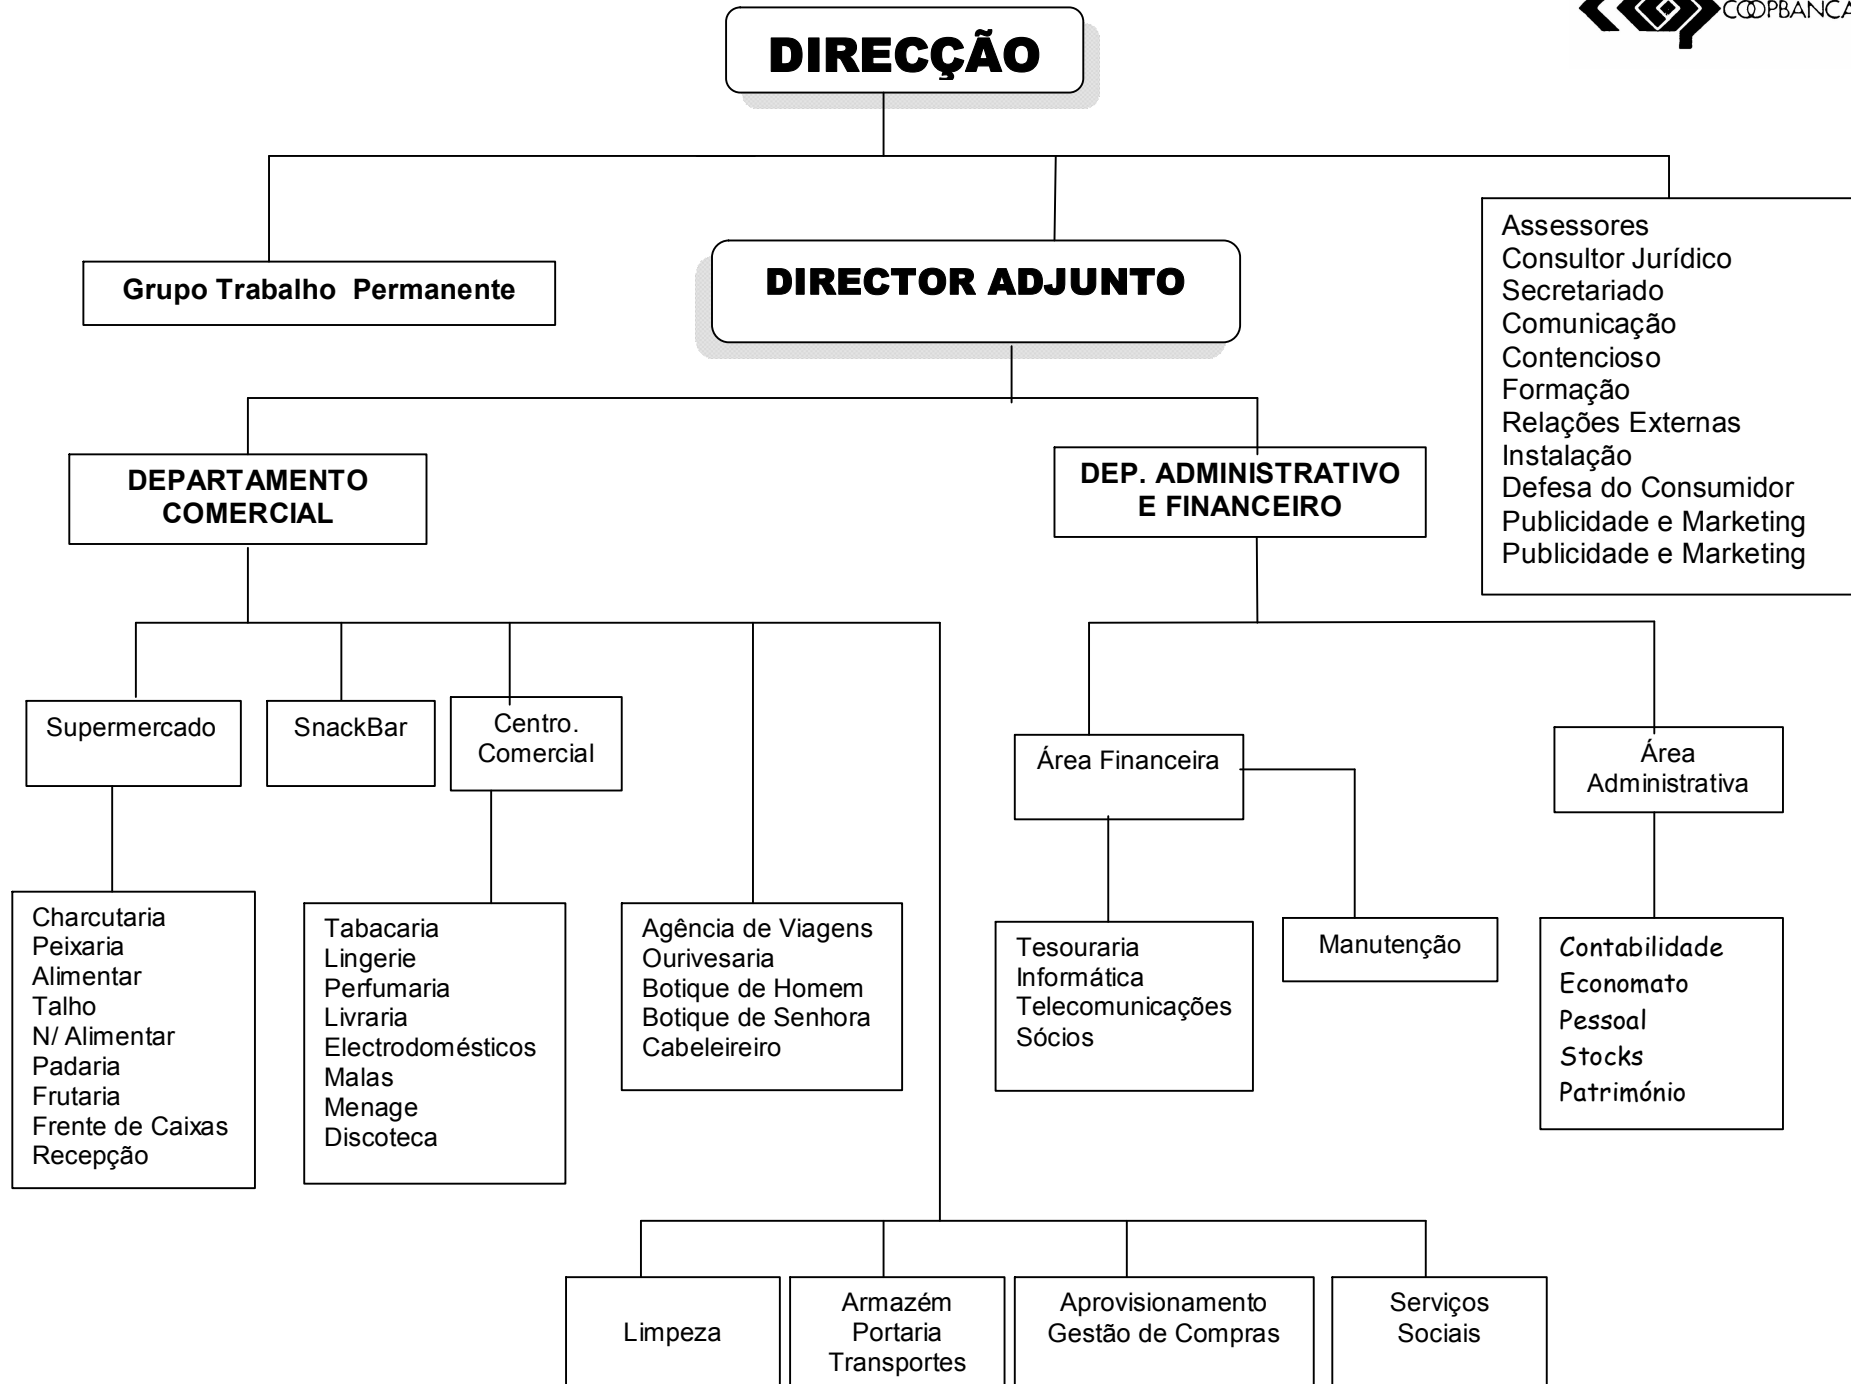 COOPBANCA
DIRECÇÃO
Grupo Trabalho Permanente
DIRECTOR ADJUNTO
Assessores
Consultor Jurídico
Secretariado
Comunicação
Contencioso
Formação
Relações Externas
Instalação
Defesa do Consumidor
Publicidade e Marketing
Publicidade e Marketing
DEPARTAMENTO
COMERCIAL
DEP. ADMINISTRATIVO
E FINANCEIRO
Supermercado
SnackBar
Centro.
Comercial
Área Financeira
Área
Administrativa
Charcutaria
Peixaria
Alimentar
Talho
N/ Alimentar
Padaria
Frutaria
Frente de Caixas
Recepção
Tabacaria
Lingerie
Perfumaria
Livraria
Electrodomésticos
Malas
Menage
Discoteca
Agência de Viagens
Ourivesaria
Botique de Homem
Botique de Senhora
Cabeleireiro
Tesouraria
Informática
Telecomunicações
Sócios
Manutenção
Contabilidade
Economato
Pessoal
Stocks
Património
Limpeza
Armazém
Portaria
Transportes
Aprovisionamento
Gestão de Compras
Serviços
Sociais